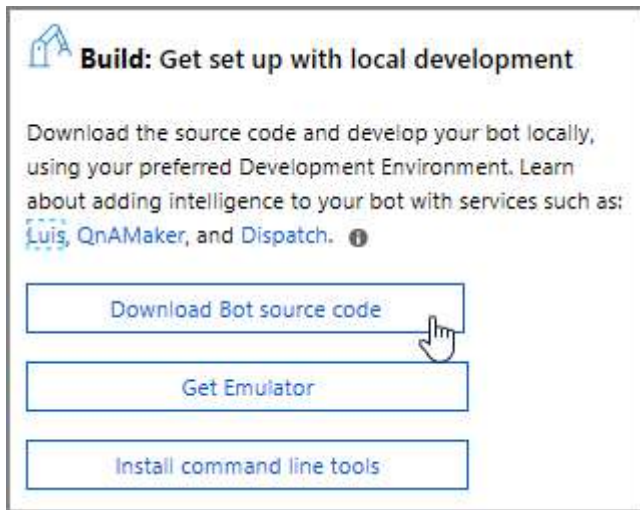 Build: Get set up with local development
Download the source code and develop your bot locally,
using your preferred Development Environment. Learn
about adding intelligence to your bot with services such as:
Luis, QnAMaker, and Dispatch.
Download Bot source code
Get Emulator
Install command line tools